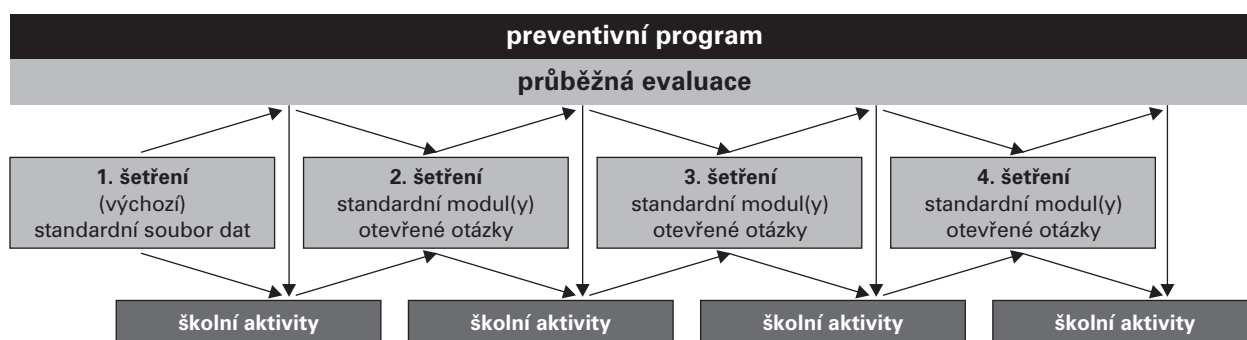 preventivní program
průběžná evaluace
1. šetření
(výchozí)
standardní soubor dat
2. šetření
standardní modul(y)
otevřené otázky
3. šetření
standardní modul(y)
otevřené otázky
4. šetření
standardní modul(y)
otevřené otázky
školní aktivity
školní aktivity
školní aktivity
školní aktivity